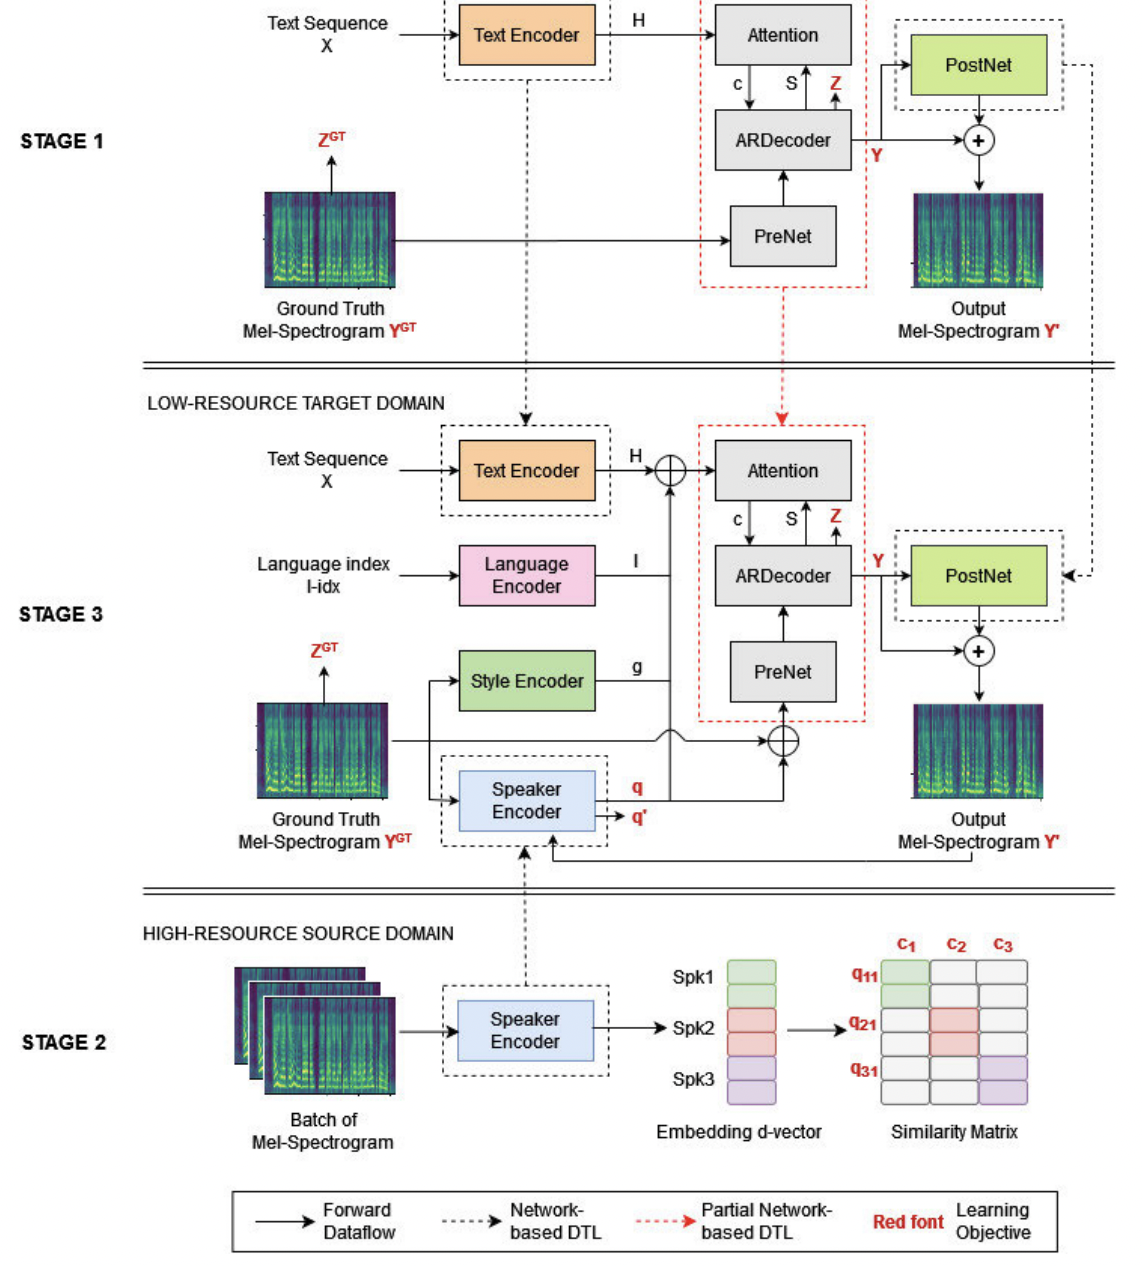 Text Sequence
X
Text Encoder
H
Attention
PostNet
c
S
Z
ARDecoder
Y
STAGE 1
Z^GT
PreNet
Ground Truth
Mel-Spectrogram Y^GT
Output
Mel-Spectrogram Y'
LOW-RESOURCE TARGET DOMAIN
Text Sequence
X
Text Encoder
H
Attention
c
S
Z
Language index
l-idx
Language
Encoder
l
ARDecoder
Y
PostNet
STAGE 3
Z^GT
Style Encoder
g
PreNet
Speaker
Encoder
q
q'
Ground Truth
Mel-Spectrogram Y^GT
Output
Mel-Spectrogram Y'
HIGH-RESOURCE SOURCE DOMAIN
STAGE 2
Speaker
Encoder
Spk1
Spk2
Spk3
c1
c2
c3
q11
q21
q31
Batch of
Mel-Spectrogram
Embedding d-vector
Similarity Matrix
Forward
Dataflow
Network-
based DTL
Partial Network-
based DTL
Red font
Learning
Objective